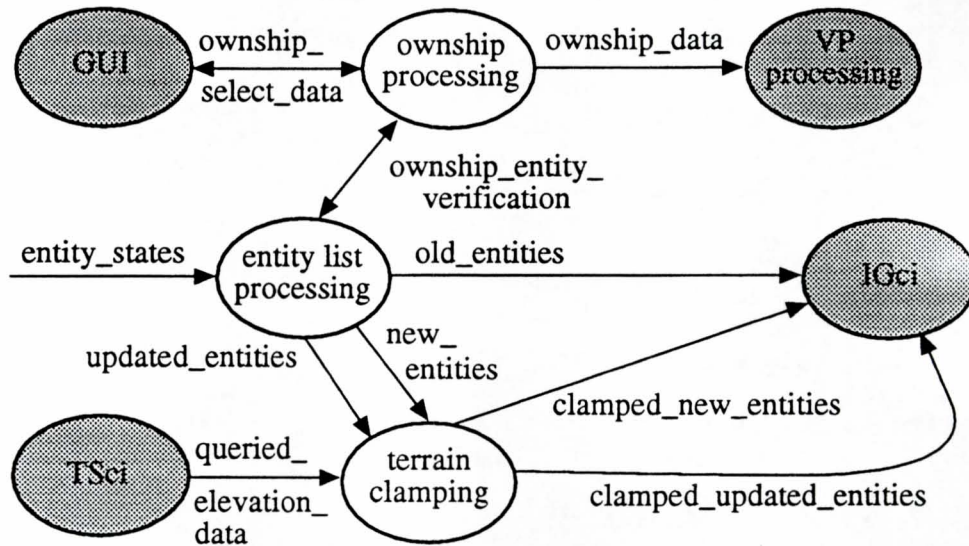 GUI
ownship_
select_data
ownship
processing
ownship_data
VP
processing
ownship_entity_
verification
entity_states
entity list
processing
old_entities
IGci
updated_entities
new_
entities
clamped_new_entities
TSci
queried_
elevation_
data
terrain
clamping
clamped_updated_entities